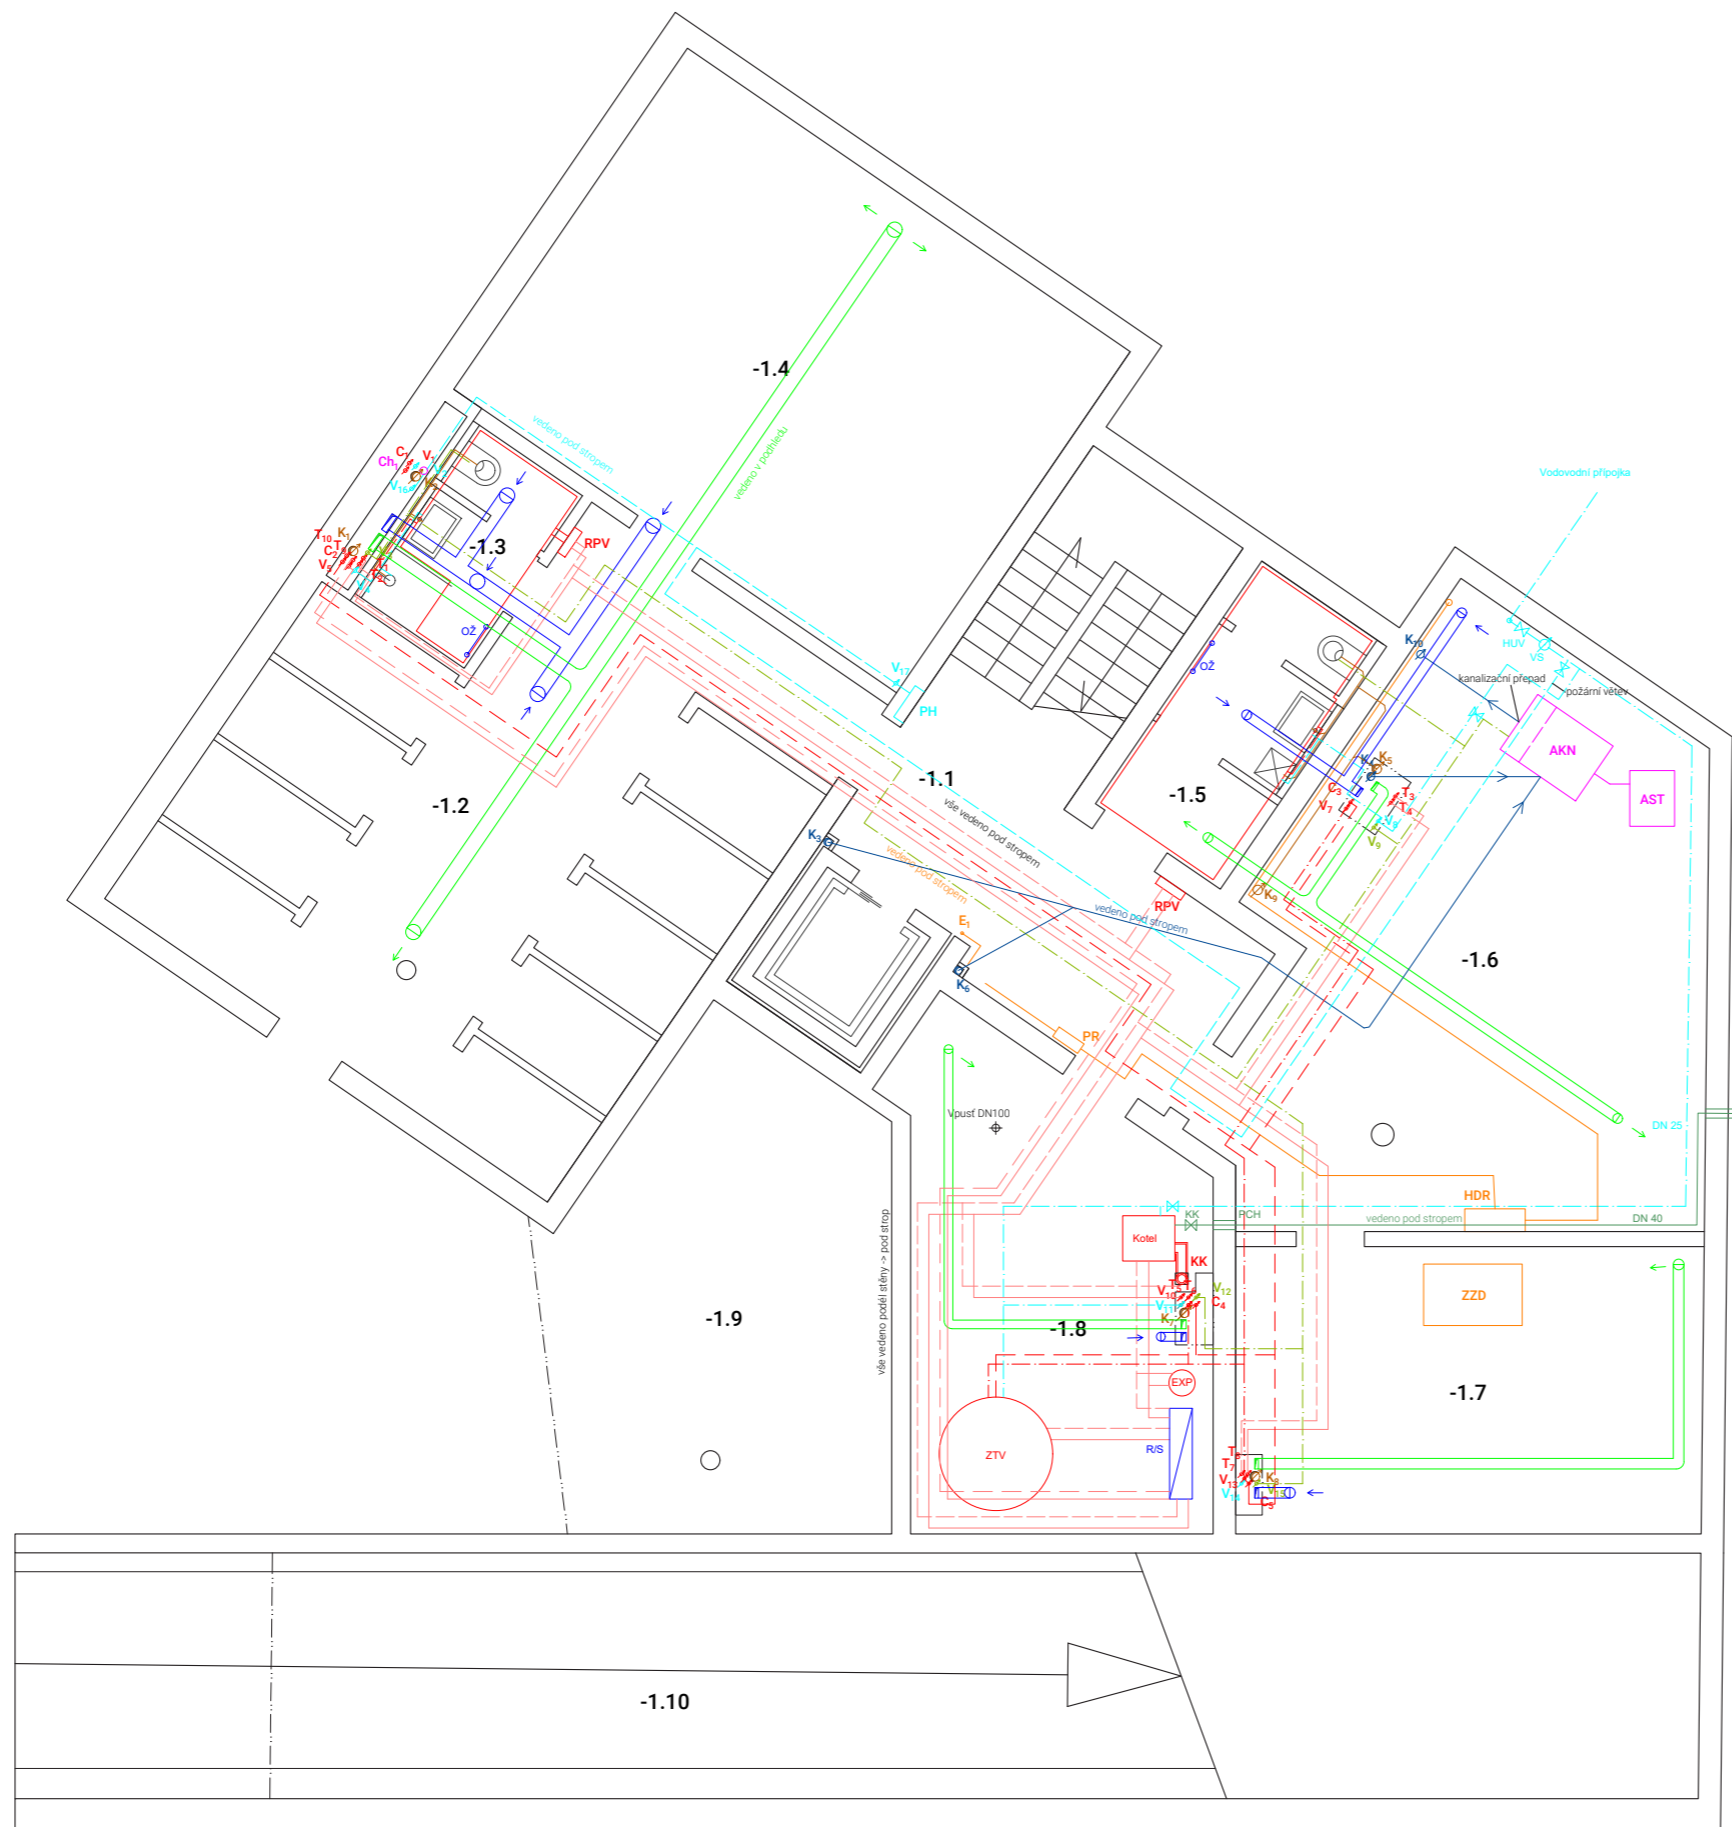 -1.4
vedeno pod stropem
vedeno v podhledu
C₁
Ch₁
V₁
V₁₆
-1.3
RPV
T₁₀
K₁
C₂
V₅
T₁
T₂
OŽ
Vodovodní přípojka
K₁₀
HUV
VS
kanalizační přepad
požární větev
OŽ
V₁₇
PH
AKN
AST
-1.1
-1.5
K₅
T₃
C₃
V₇
V₈
V₉
-1.2
vše vedeno pod stropem
K₃
vedeno pod stropem
K₉
RPV
vedeno pod stropem
E₁
K₆
-1.6
PR
Vpusť DN100
DN 25
HDR
vedeno pod stropem
DN 40
KK
PCH
Kotel
KK
vše vedeno podél stěny -> pod strop
T₅
V₁₀
V₁₂
V₁₁
C₄
K₇
ZZD
-1.9
-1.8
EXP
-1.7
ZTV
R/S
T₈
T₇
V₁₃
K₈
V₁₄
V₁₅
C₅
-1.10